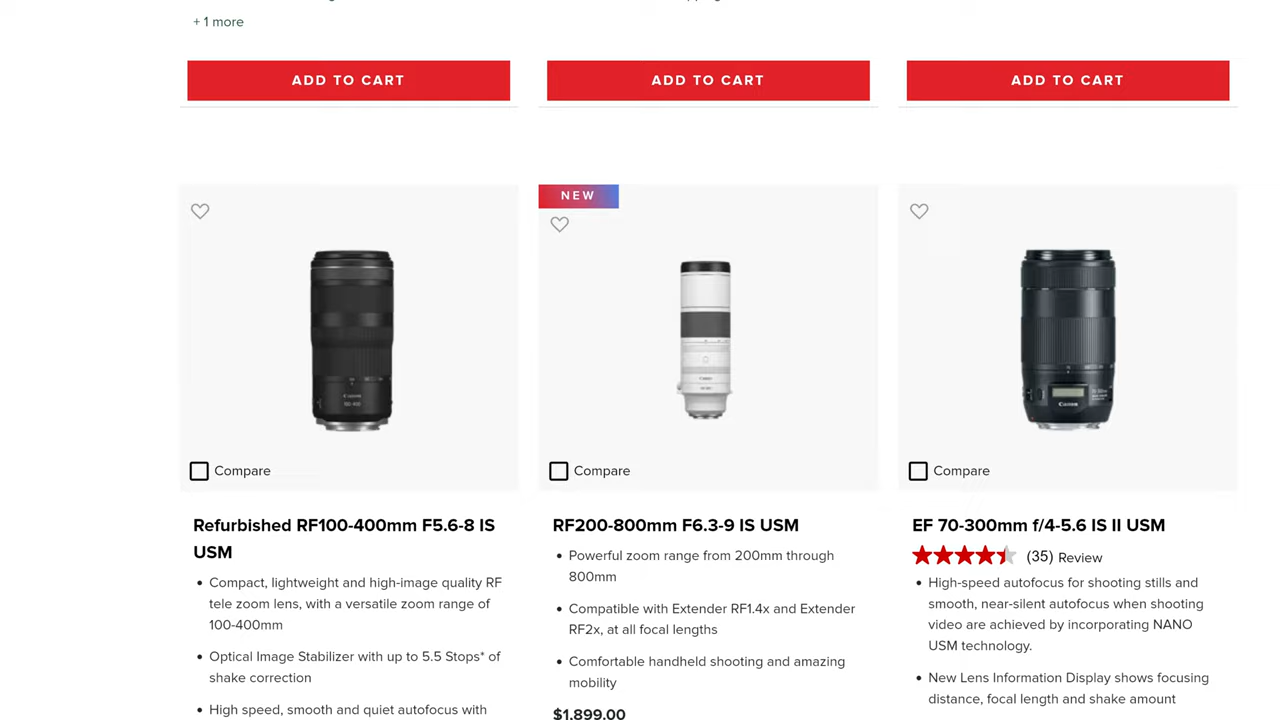 + 1 more
ADD TO CART
ADD TO CART
ADD TO CART
NEW
Compare
Compare
Compare
Refurbished RF100-400mm F5.6-8 IS
USM
• Compact, lightweight and high-image quality RF
tele zoom lens, with a versatile zoom range of
100-400mm
• Optical Image Stabilizer with up to 5.5 Stops* of
shake correction
• High speed, smooth and quiet autofocus with
RF200-800mm F6.3-9 IS USM
• Powerful zoom range from 200mm through
800mm
• Compatible with Extender RF1.4x and Extender
RF2x, at all focal lengths
• Comfortable handheld shooting and amazing
mobility
$1,899.00
EF 70-300mm f/4-5.6 IS II USM
(35) Review
• High-speed autofocus for shooting stills and
smooth, near-silent autofocus when shooting
video are achieved by incorporating NANO
USM technology.
• New Lens Information Display shows focusing
distance, focal length and shake amount
Canon
Canon